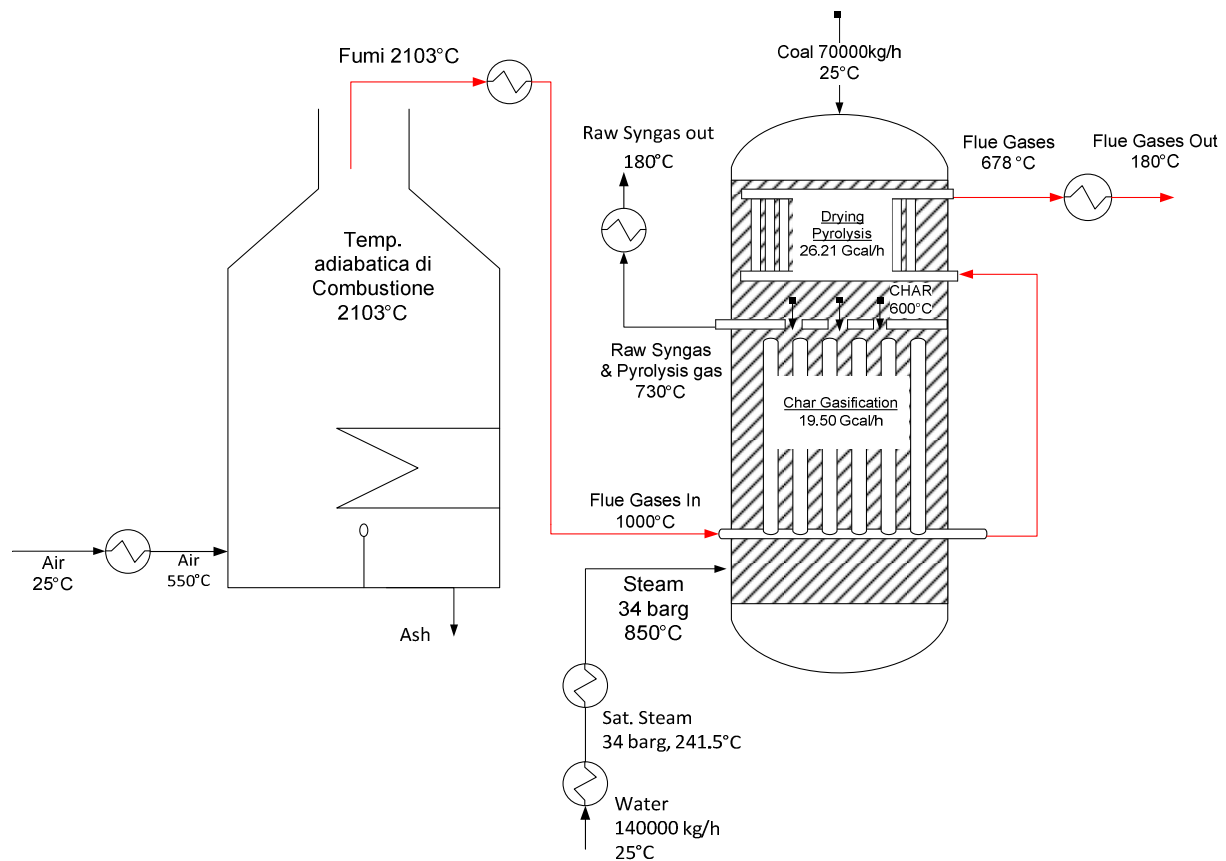 Fumi 2103°C
Coal 70000kg/h
25°C
Raw Syngas out
180°C
Flue Gases
678 °C
Flue Gases Out
180°C
Drying
Pyrolysis
26.21 Gcal/h
Temp.
adiabatica di
Combustione
2103°C
CHAR
600°C
Raw Syngas
& Pyrolysis gas
730°C
Char Gasification
19.50 Gcal/h
Flue Gases In
1000°C
Air
25°C
Air
550°C
Steam
34 barg
850°C
Ash
Sat. Steam
34 barg, 241.5°C
Water
140000 kg/h
25°C